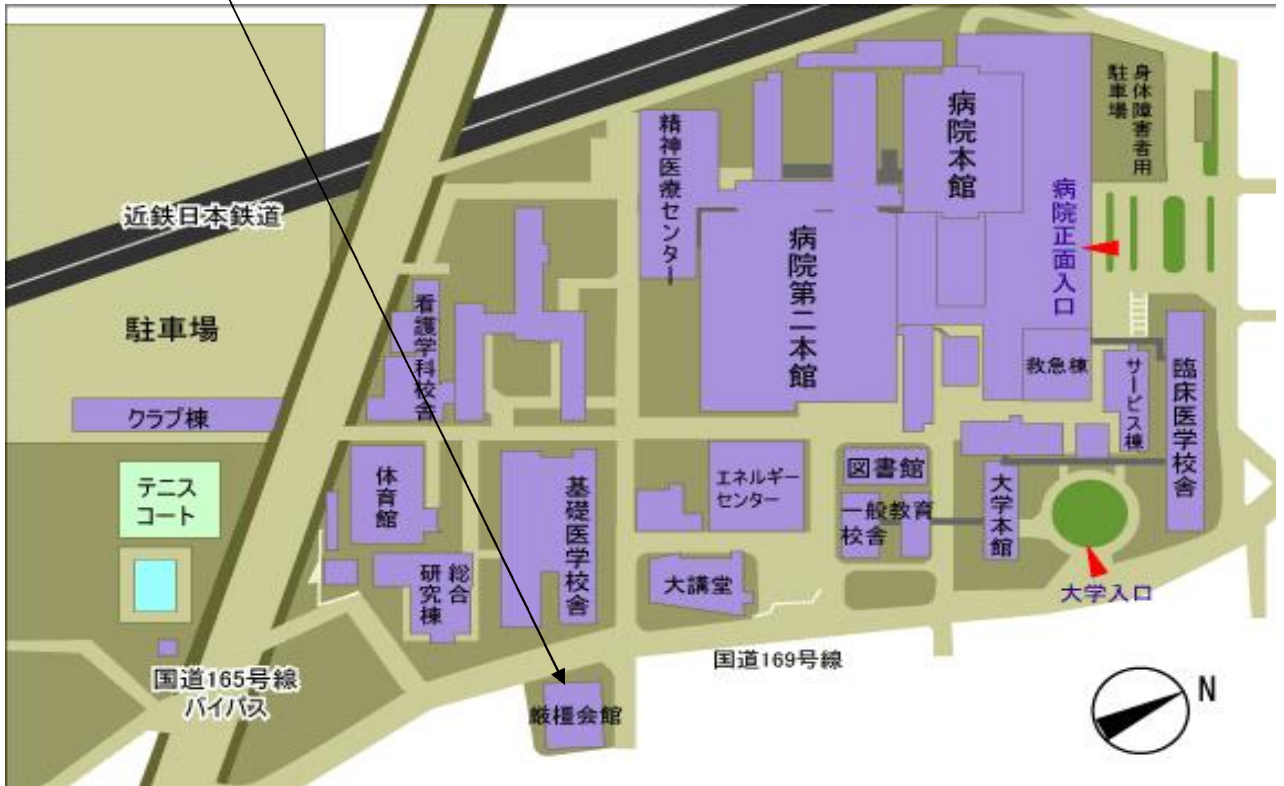 近鉄日本鉄道
駐車場
クラブ棟
テニス
コート
国道165号線
バイパス
看護学科校舎
体育館
総合
研究棟
基礎医学校舎
厳橿会館
精神医療センター
病院第二本館
病院本館
身体障害者用
駐車場
病院正面入口
救急棟
サービス棟
臨床医学校舎
エネルギー
センター
図書館
一般教育
校舎
大学本館
大講堂
大学入口
国道169号線
N